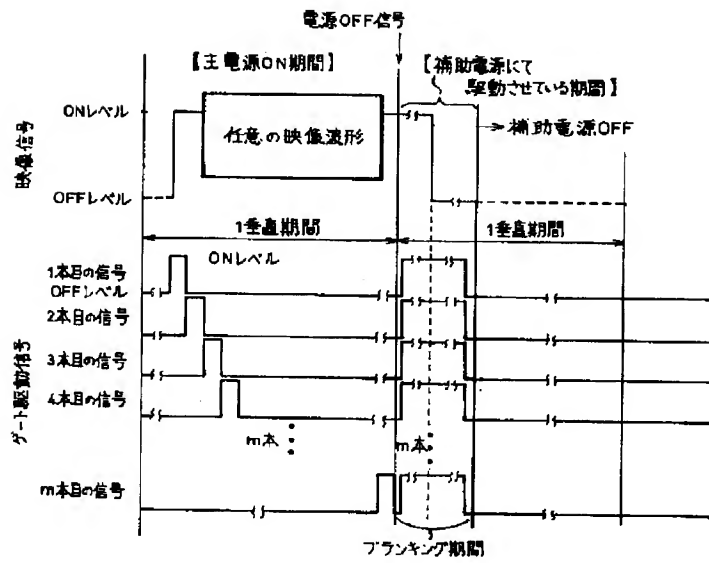 電源OFF信号
【主電源ON期間】
【補助電源にて
駆動させている期間】
ONレベル
任意の映像波形
補助電源OFF
映像信号
OFFレベル
1垂直期間
1垂直期間
ONレベル
1本目の信号
OFFレベル
2本目の信号
3本目の信号
4本目の信号
ゲート駆動信号
m本
m本
m本目の信号
ブランキング期間